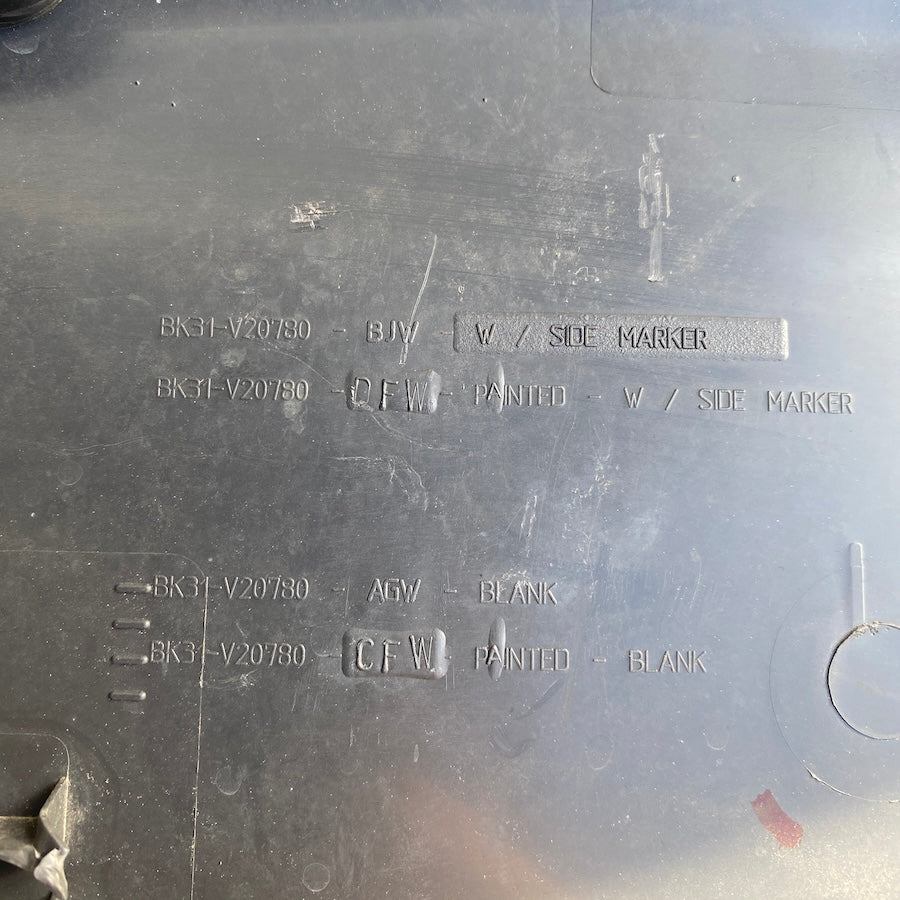 BK31-V20780 - BJW - W / SIDE MARKER
BK31-V20780 - DFW - PAINTED - W / SIDE MARKER
BK31-V20780 - AGW - BLANK
BK31-V20780 - CFW - PAINTED - BLANK